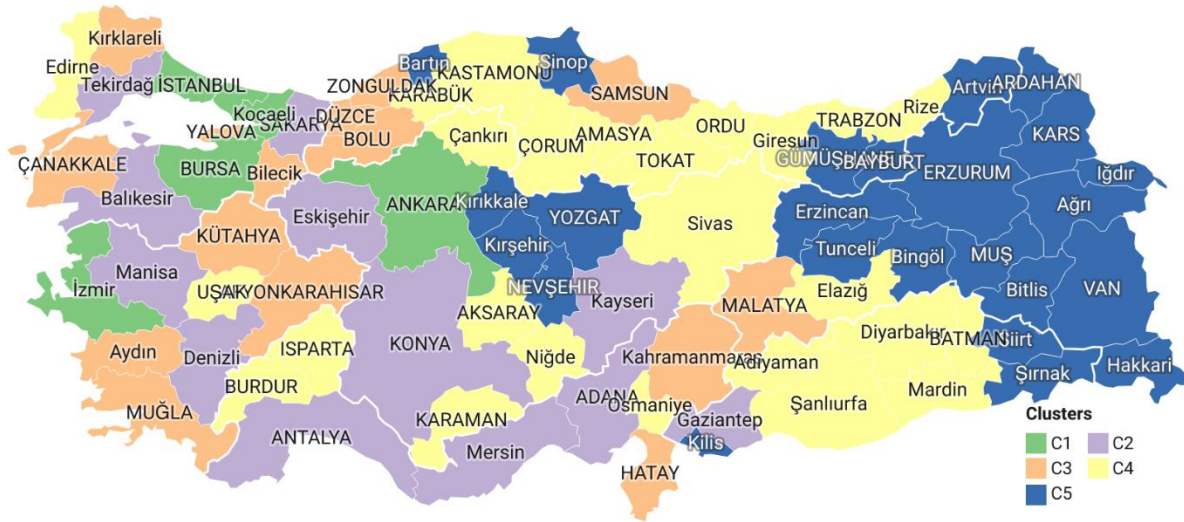 Kırklareli
Edirne
Tekirdağ
İSTANBUL
Kocaeli
SAKARYA
YALOVA
ZONGULDAK
Bartın
KASTAMONU
KARABÜK
Sinop
SAMSUN
DÜZCE
BOLU
Çankırı
ÇORUM
AMASYA
TOKAT
ORDU
Giresun
TRABZON
Rize
Artvin
ARDAHAN
KARS
Iğdır
GÜMÜŞHANE
BAYBURT
ERZURUM
Ağrı
ÇANAKKALE
BURSA
Bilecik
Balıkesir
Eskişehir
ANKARA
Kırıkkale
YOZGAT
Sivas
Erzincan
Tunceli
Bingöl
MUŞ
Bitlis
VAN
KÜTAHYA
Manisa
İzmir
UŞAK
AFYONKARAHISAR
Kırşehir
NEVŞEHIR
Kayseri
MALATYA
Elazığ
Diyarbakır
BATMAN
Siirt
Şırnak
Hakkari
Aydın
Denizli
ISPARTA
BURDUR
KONYA
AKSARAY
Niğde
Kahramanmaraş
Adıyaman
Şanlıurfa
Mardin
MUĞLA
ANTALYA
KARAMAN
Mersin
ADANA
Osmaniye
Gaziantep
Kilis
HATAY
Clusters
C1
C2
C3
C4
C5